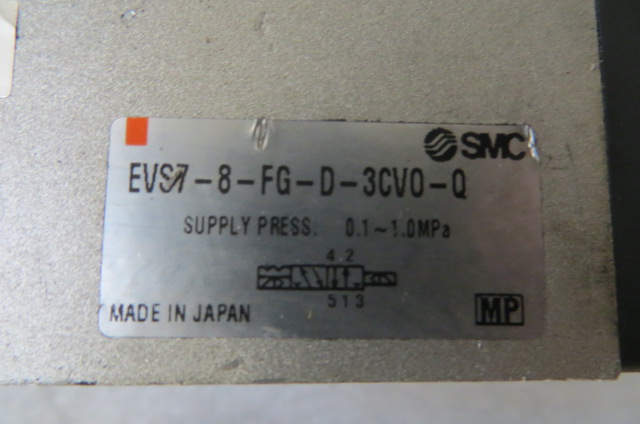 SMC
EVS7-8-FG-D-3CVO-Q
SUPPLY PRESS. 0.1~1.0MPa
4 2
5 1 3
MADE IN JAPAN
MP